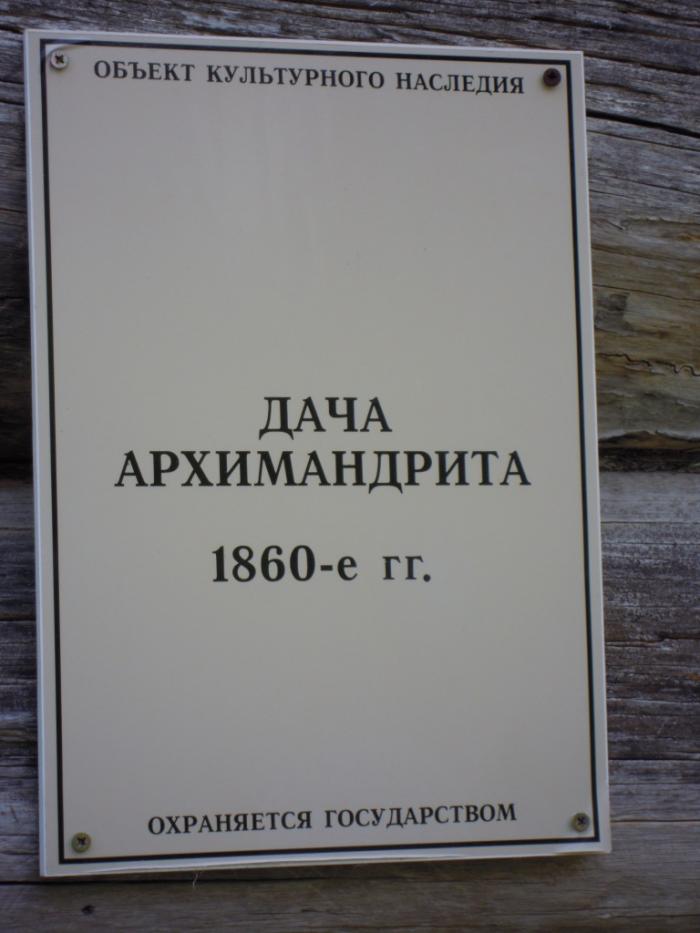 ОБЪЕКТ КУЛЬТУРНОГО НАСЛЕДИЯ
ДАЧА
АРХИМАНДРИТА
1860-е гг.
ОХРАНЯЕТСЯ ГОСУДАРСТВОМ